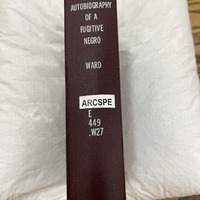 AUTOBIOGRAPHY
OF A
FUGITIVE
NEGRO
WARD
ARCSPE
E
449
.W27